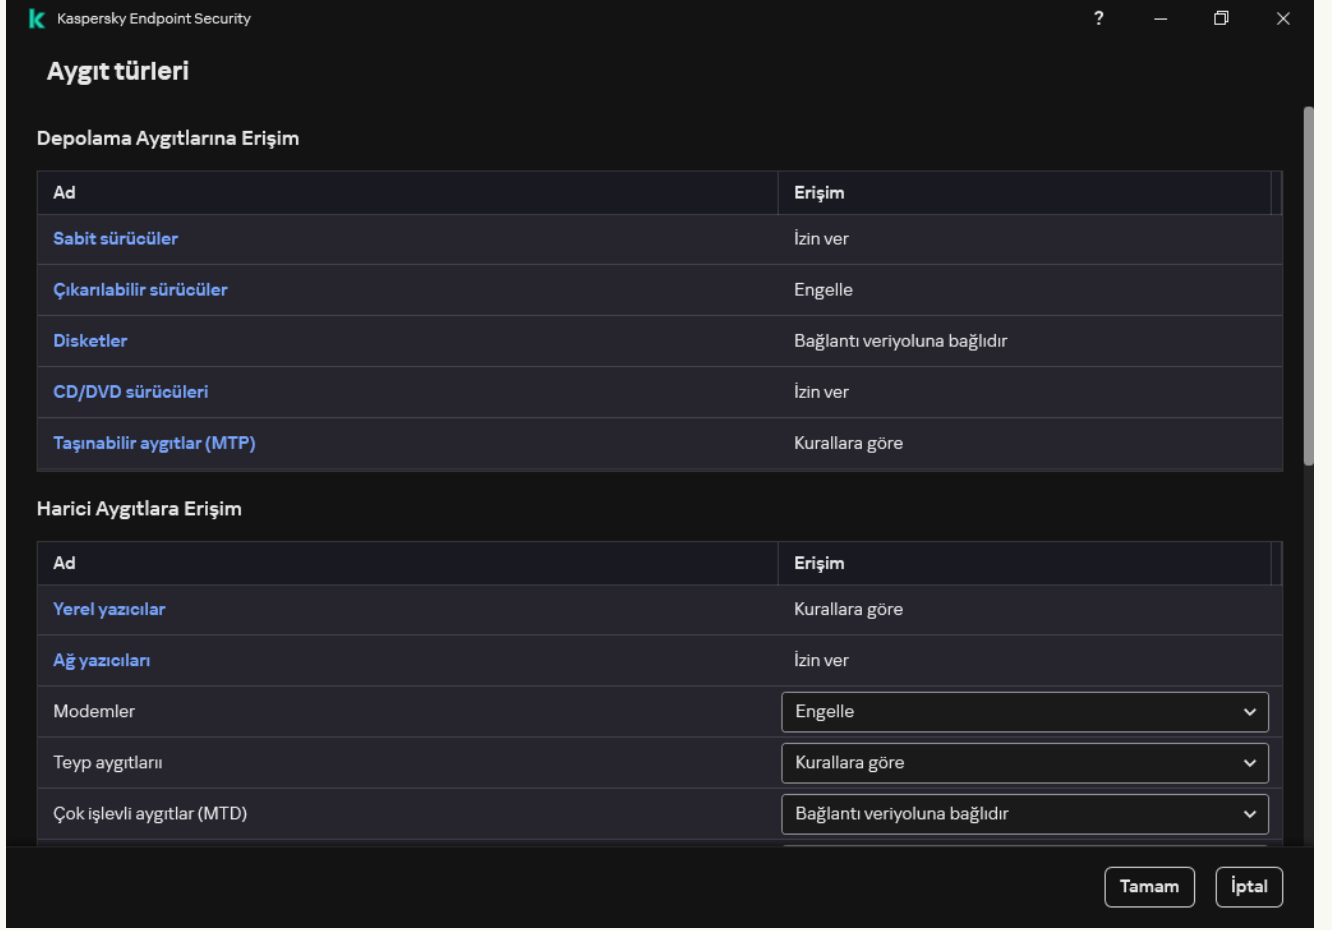 Kaspersky Endpoint Security
Aygıt türleri
Depolama Aygıtlarına Erişim
Ad Erişim
Sabit sürücüler İzin ver
Çıkarılabilir sürücüler Engelle
Disketler Bağlantı veriyoluna bağlıdır
CD/DVD sürücüleri İzin ver
Taşınabilir aygıtlar (MTP) Kurallara göre
Harici Aygıtlara Erişim
Ad Erişim
Yerel yazıcılar Kurallara göre
Ağ yazıcıları İzin ver
Modemler Engelle
Teyp aygıtlarıı Kurallara göre
Çok işlevli aygıtlar (MTD) Bağlantı veriyoluna bağlıdır
Tamam İptal